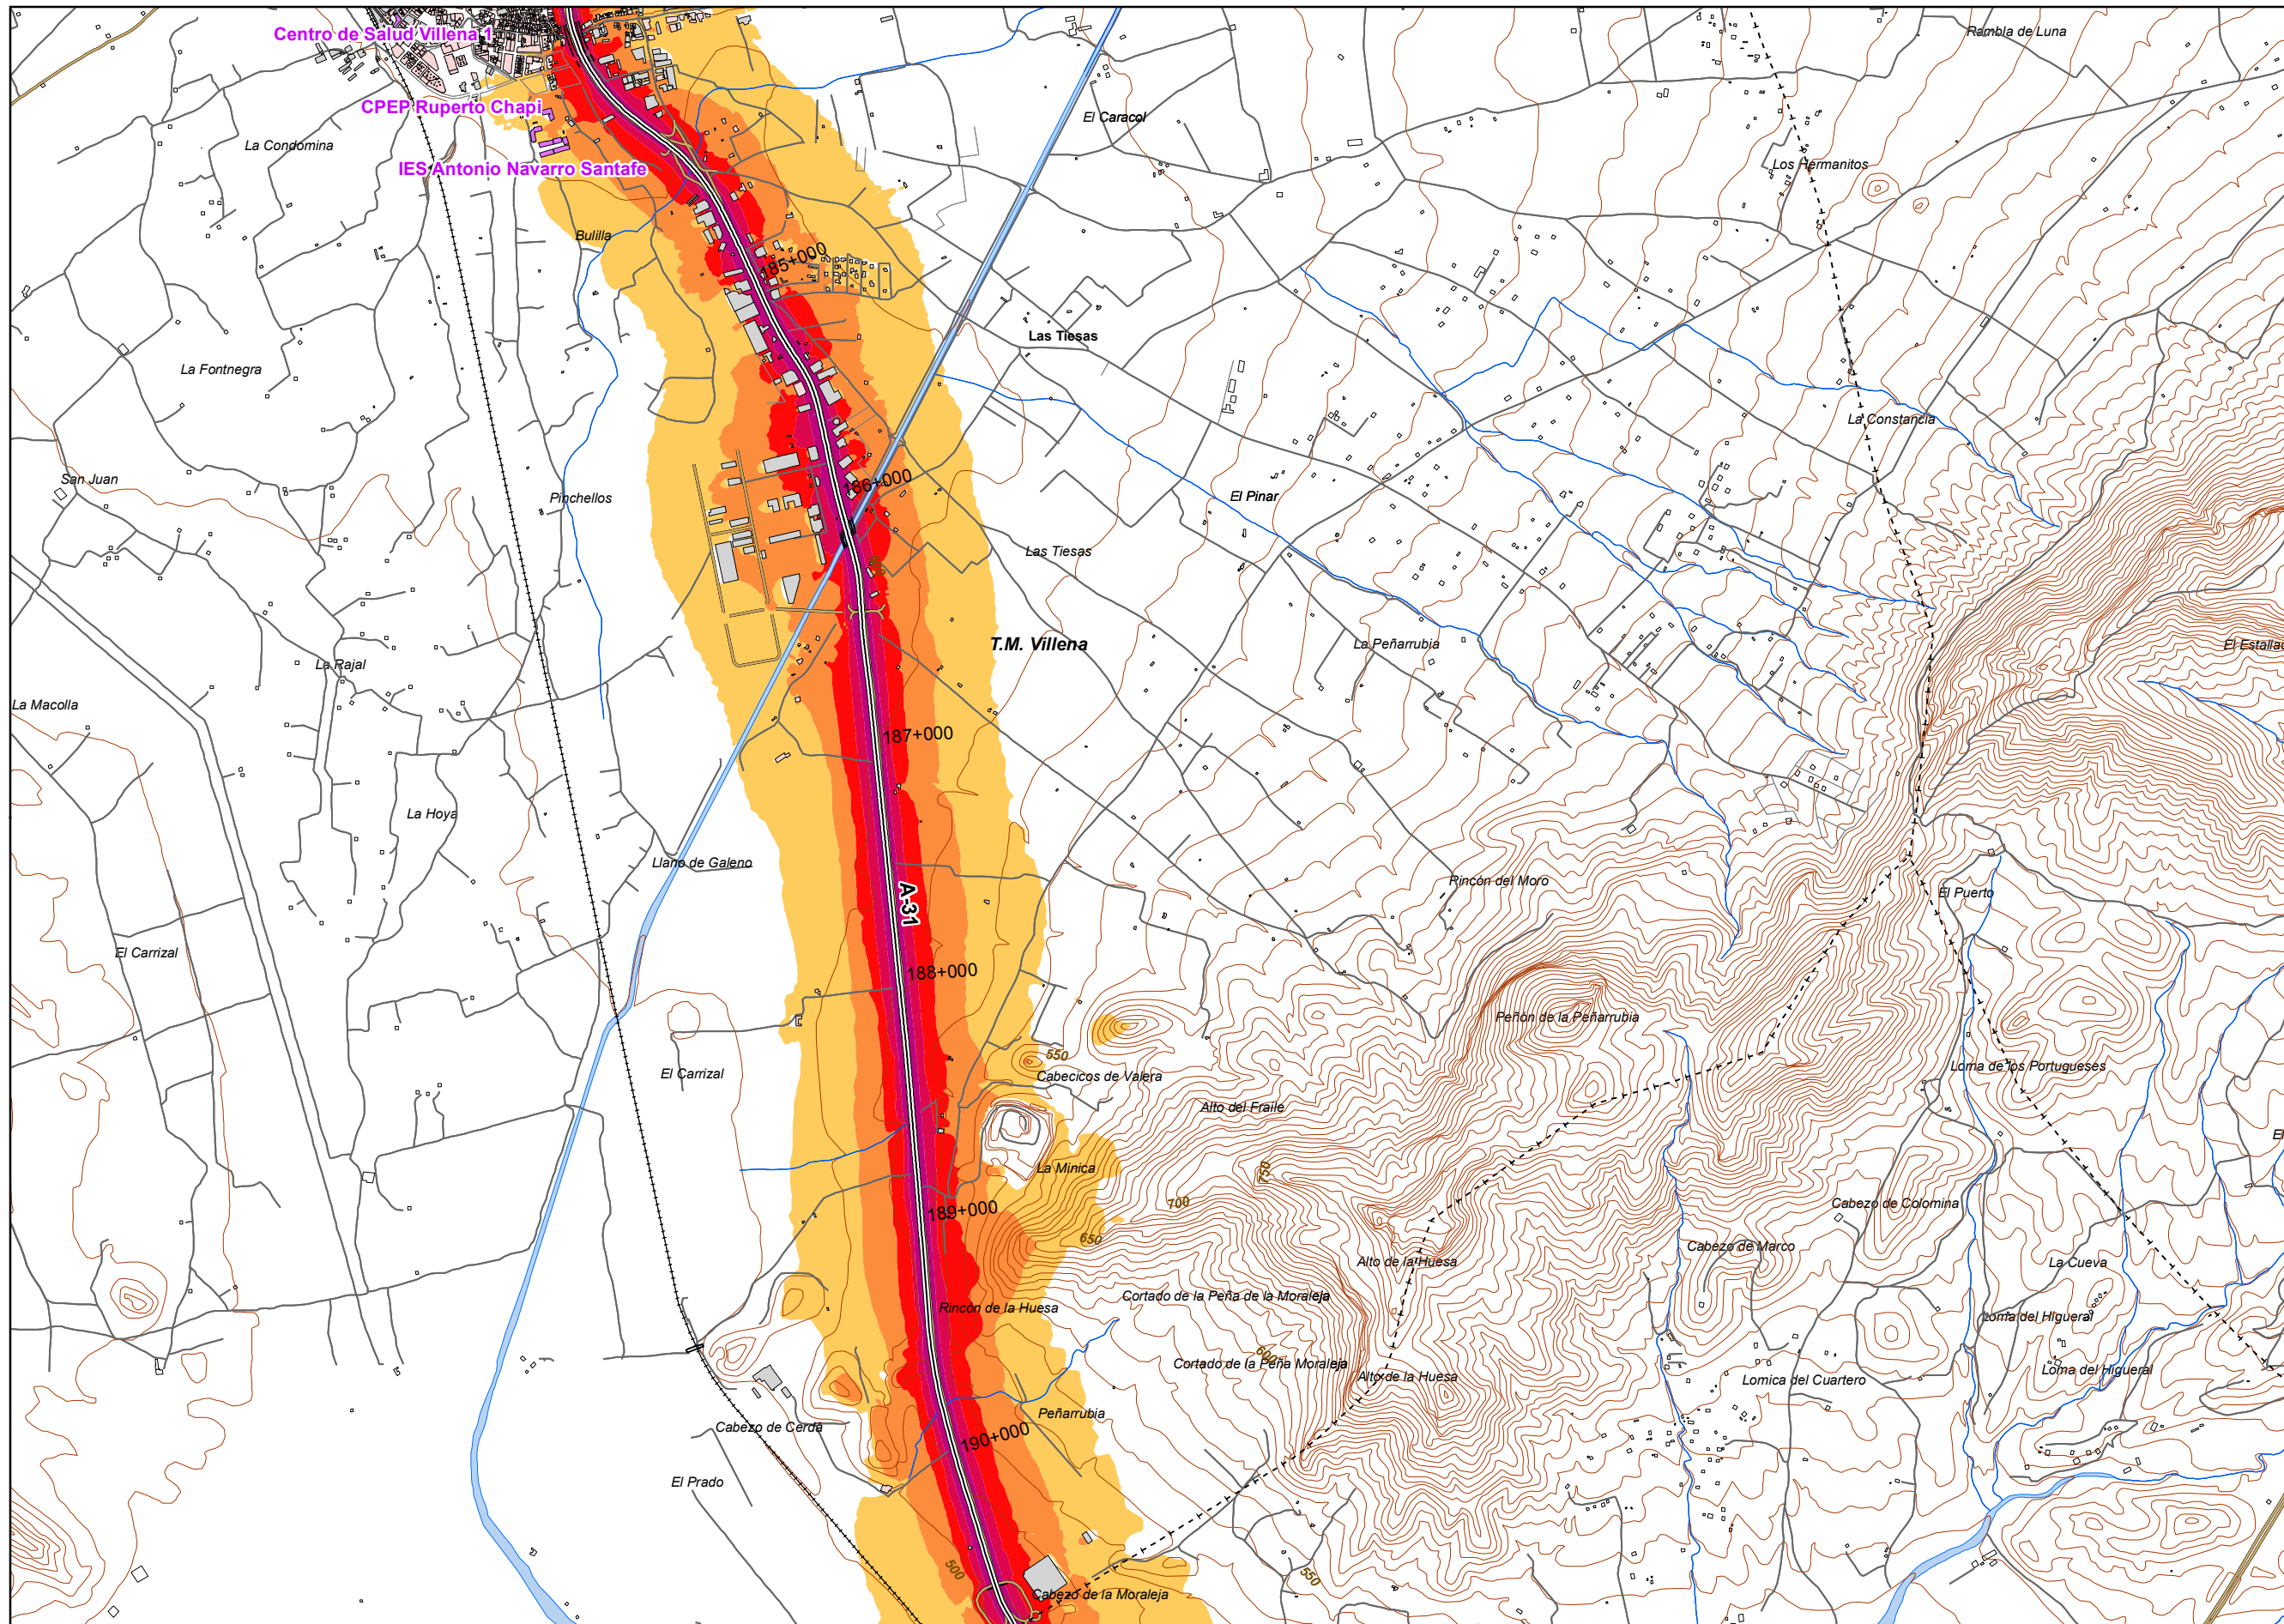 Rambla de Luna
Centro de Salud Villena 1
CPEP Ruperto Chapi
El Caracol
La Condomina
Los Hermanitos
IES Antonio Navarro Santafe
Bulilla
185+000
Las Tiesas
La Fontnegra
La Constancia
San Juan
186+000
Pinchellos
El Pinar
Las Tiesas
500
T.M. Villena
La Peñarrubia
El Estallad
La Rajal
La Macolla
187+000
La Hoya
Llano de Galeno
Rincón del Moro
El Puerto
A-31
El Carrizal
188+000
Peñón de la Peñarrubia
550
Loma de los Portugueses
El Carrizal
Cabecicos de Valera
Alto del Fraile
El
La Minica
750
700
Cabezo de Colomina
189+000
650
Cabezo de Marco
Alto de la Huesa
La Cueva
Cortado de la Peña de la Moraleja
Rincón de la Huesa
Loma del Higueral
600
Cortado de la Peña Moraleja
Alto de la Huesa
Loma del Higueral
Lomica del Cuartero
Peñarrubia
Cabezo de Cerdá
190+000
El Prado
500
550
Cabezo de la Moraleja